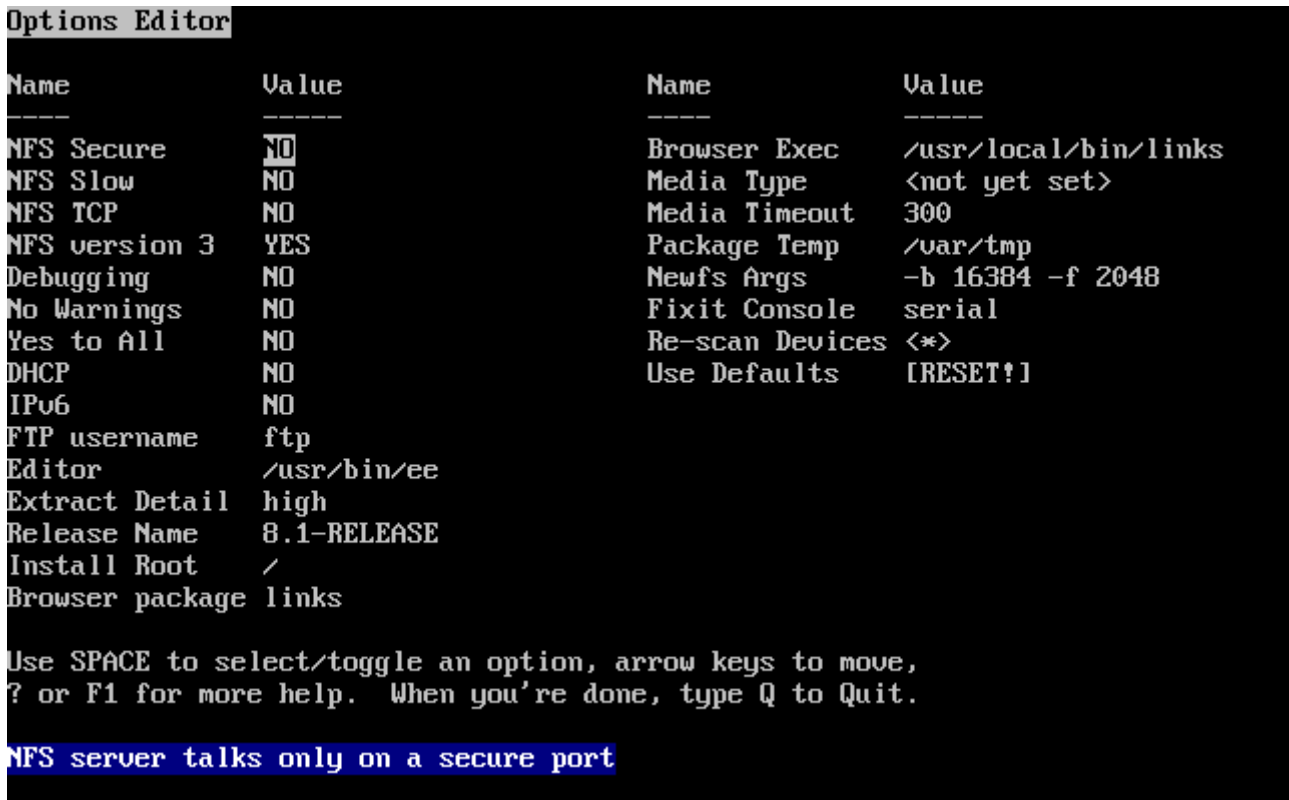 Options Editor
Name Value Name Value
---- ----- ---- -----
NFS Secure NO Browser Exec /usr/local/bin/links
NFS Slow NO Media Type <not yet set>
NFS TCP NO Media Timeout 300
NFS version 3 YES Package Temp /var/tmp
Debugging NO Newfs Args -b 16384 -f 2048
No Warnings NO Fixit Console serial
Yes to All NO Re-scan Devices <*>
DHCP NO Use Defaults [RESET!]
IPv6 NO
FTP username ftp
Editor /usr/bin/ee
Extract Detail high
Release Name 8.1-RELEASE
Install Root /
Browser package links
Use SPACE to select/toggle an option, arrow keys to move,
? or F1 for more help. When you're done, type Q to Quit.
NFS server talks only on a secure port